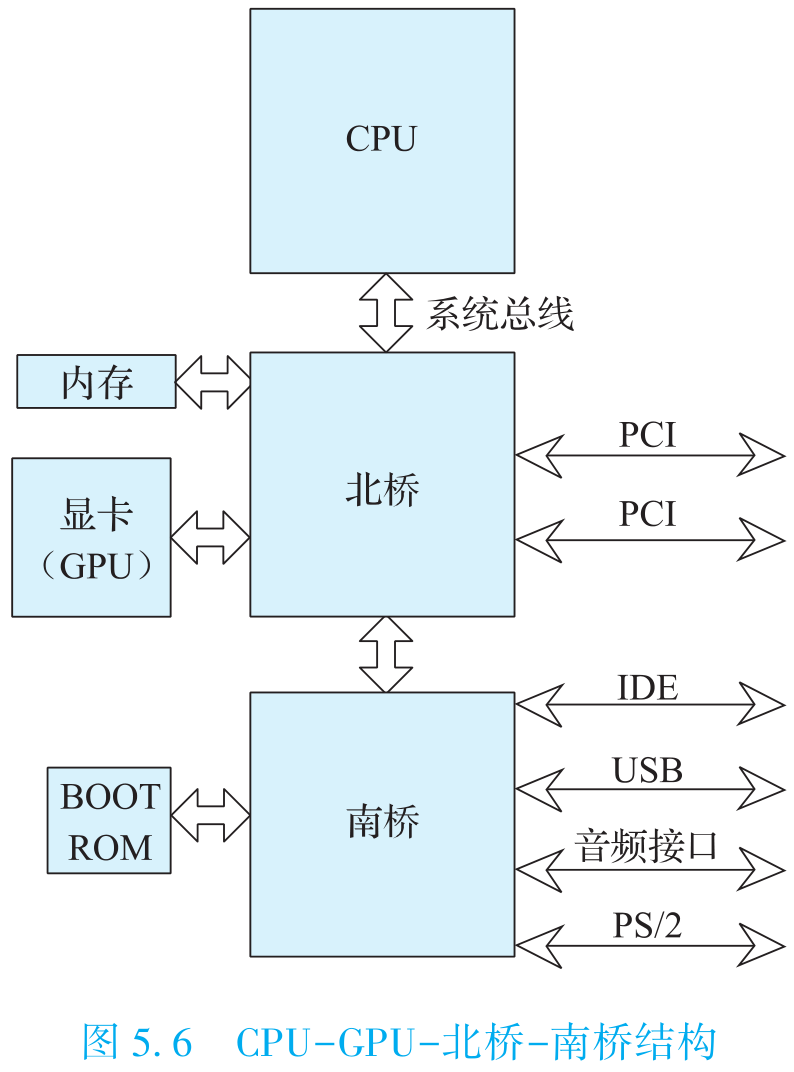 CPU
系统总线
内存
PCI
北桥
显卡
（GPU）
PCI
IDE
USB
BOOT
ROM
南桥
音频接口
PS/2
图 5.6 CPU-GPU-北桥-南桥结构